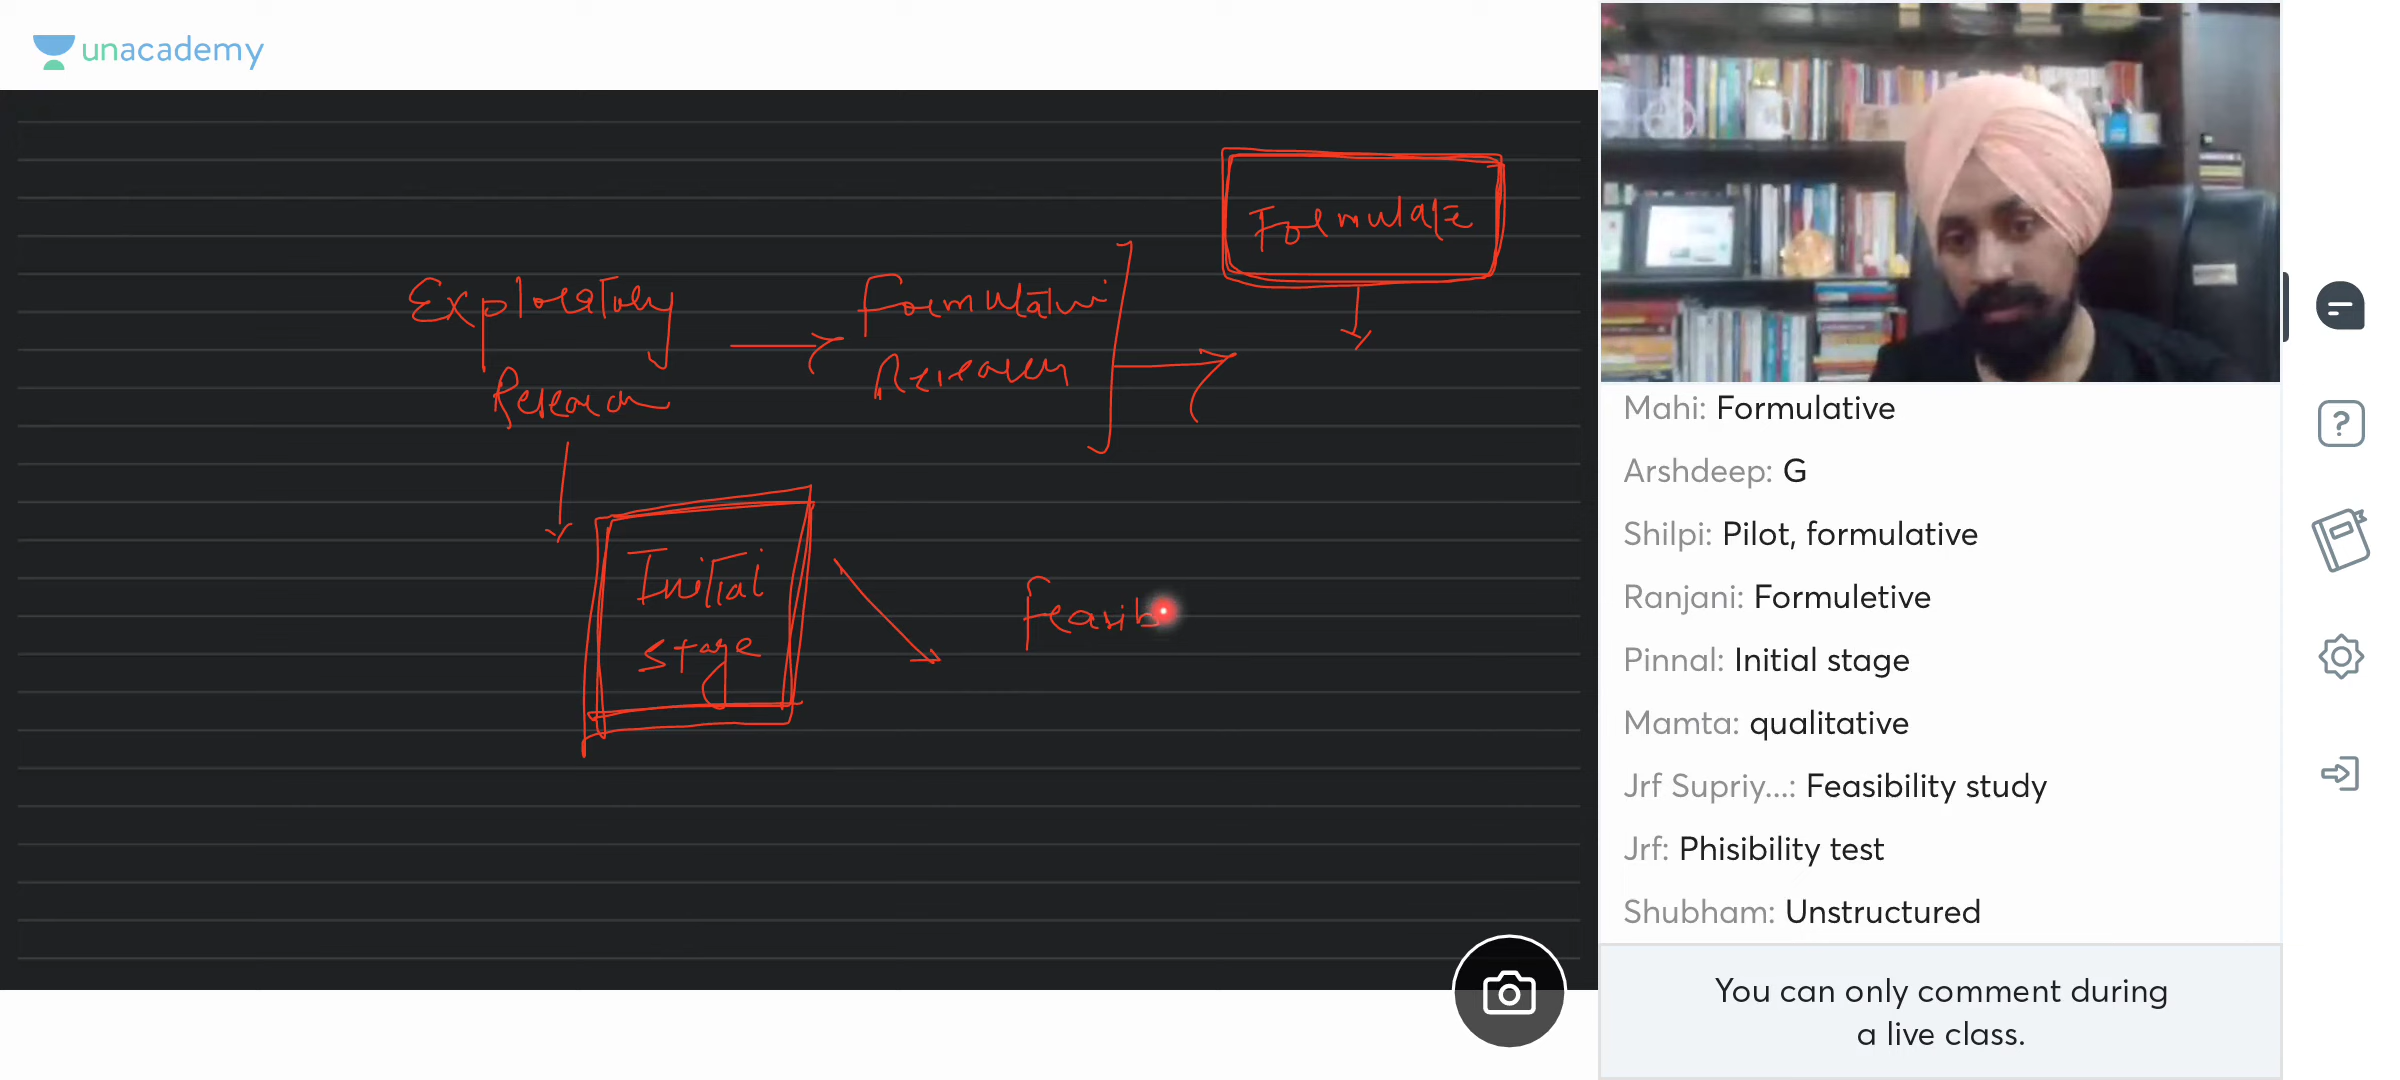 unacademy
Formulate
Exploratory
Research
Formulative
Research
Initial
stage
Feasib
Mahi: Formulative
Arshdeep: G
Shilpi: Pilot, formulative
Ranjani: Formuletive
Pinnal: Initial stage
Mamta: qualitative
Jrf Supriy...: Feasibility study
Jrf: Phisibility test
Shubham: Unstructured
You can only comment during
a live class.